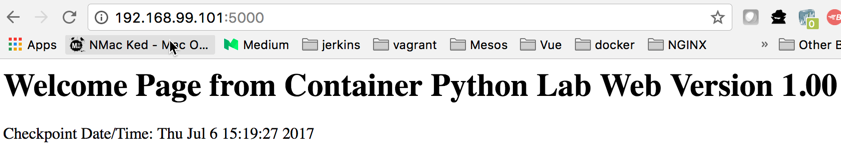 192.168.99.101:5000
Apps NMac Ked - Mac O... Medium jerkins vagrant Mesos Vue docker NGINX » Other B
Welcome Page from Container Python Lab Web Version 1.00
Checkpoint Date/Time: Thu Jul 6 15:19:27 2017